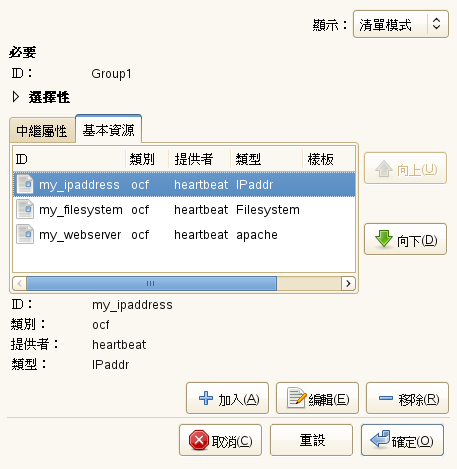 顯示： 清單模式
必要
ID： Group1
選擇性
中繼屬性 基本資源
ID 類別 提供者 類型 樣板
my_ipaddress ocf heartbeat IPaddr
my_filesystem ocf heartbeat Filesystem
my_webserver ocf heartbeat apache
向上(U)
向下(D)
ID： my_ipaddress
類別： ocf
提供者： heartbeat
類型： IPaddr
加入(A) 編輯(E) 移除(R)
取消(C) 重設 確定(O)